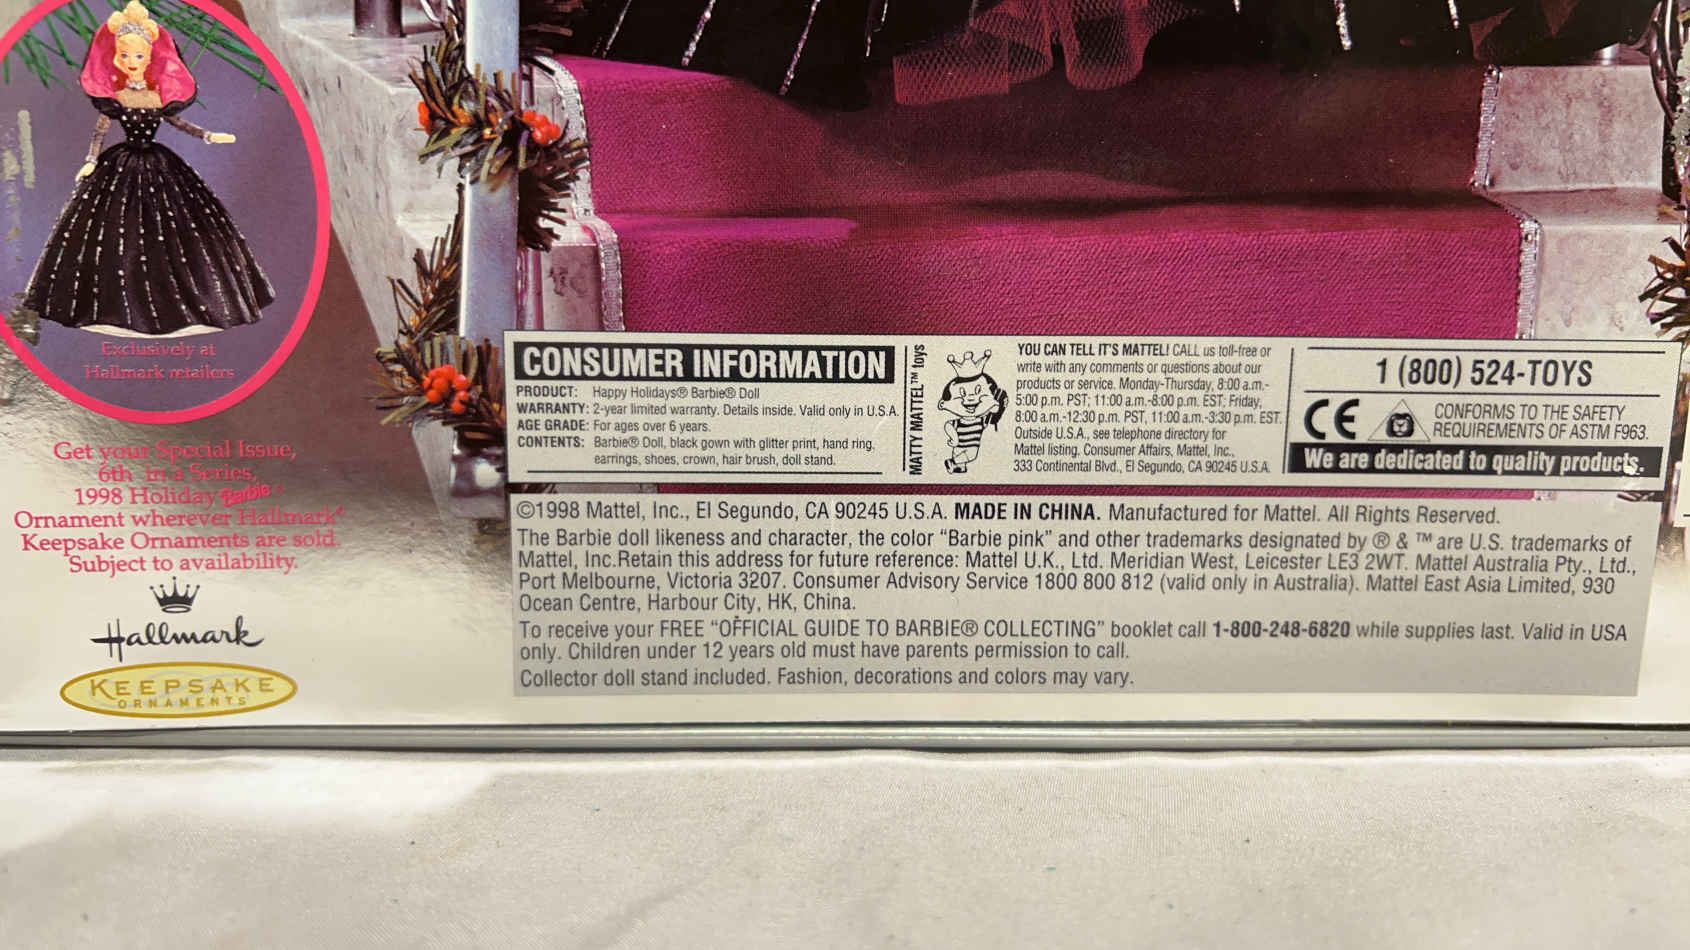 Exclusively at
Hallmark retailers
Get your Special Issue,
6th in a Series,
1998 Holiday Barbie®
Ornament wherever Hallmark
Keepsake Ornaments are sold.
Subject to availability.
Hallmark
KEEPSAKE
ORNAMENTS
CONSUMER INFORMATION
PRODUCT: Happy Holidays® Barbie® Doll
WARRANTY: 2-year limited warranty. Details inside. Valid only in U.S.A.
AGE GRADE: For ages over 6 years.
CONTENTS: Barbie® Doll, black gown with glitter print, hand ring,
earrings, shoes, crown, hair brush, doll stand.
MATTY MATTEL™ toys
YOU CAN TELL IT'S MATTEL! CALL us toll-free or
write with any comments or questions about our
products or service. Monday-Thursday, 8:00 a.m.-
5:00 p.m. PST; 11:00 a.m.-8:00 p.m. EST; Friday,
8:00 a.m.-12:30 p.m. PST, 11:00 a.m.-3:30 p.m. EST.
Outside U.S.A., see telephone directory for
Mattel listing. Consumer Affairs, Mattel, Inc.,
333 Continental Blvd., El Segundo, CA 90245 U.S.A.
1 (800) 524-TOYS
CE
CONFORMS TO THE SAFETY
REQUIREMENTS OF ASTM F963.
We are dedicated to quality products.
©1998 Mattel, Inc., El Segundo, CA 90245 U.S.A. MADE IN CHINA. Manufactured for Mattel. All Rights Reserved.
The Barbie doll likeness and character, the color "Barbie pink" and other trademarks designated by ® & ™ are U.S. trademarks of
Mattel, Inc.Retain this address for future reference: Mattel U.K., Ltd. Meridian West, Leicester LE3 2WT. Mattel Australia Pty., Ltd.,
Port Melbourne, Victoria 3207. Consumer Advisory Service 1800 800 812 (valid only in Australia). Mattel East Asia Limited, 930
Ocean Centre, Harbour City, HK, China.
To receive your FREE "OFFICIAL GUIDE TO BARBIE® COLLECTING" booklet call 1-800-248-6820 while supplies last. Valid in USA
only. Children under 12 years old must have parents permission to call.
Collector doll stand included. Fashion, decorations and colors may vary.